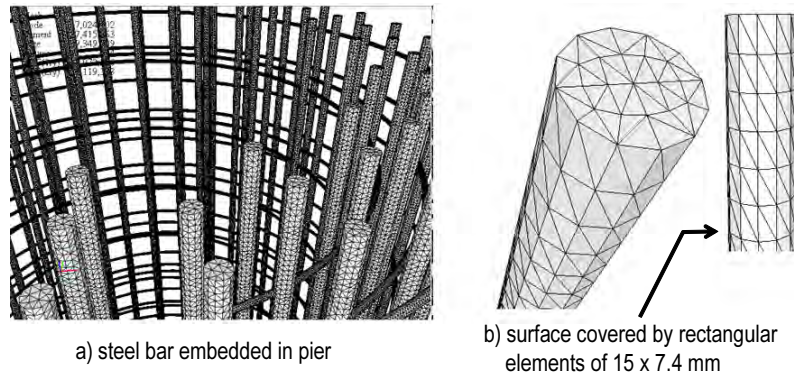 a) steel bar embedded in pier
b) surface covered by rectangular
elements of 15 x 7.4 mm